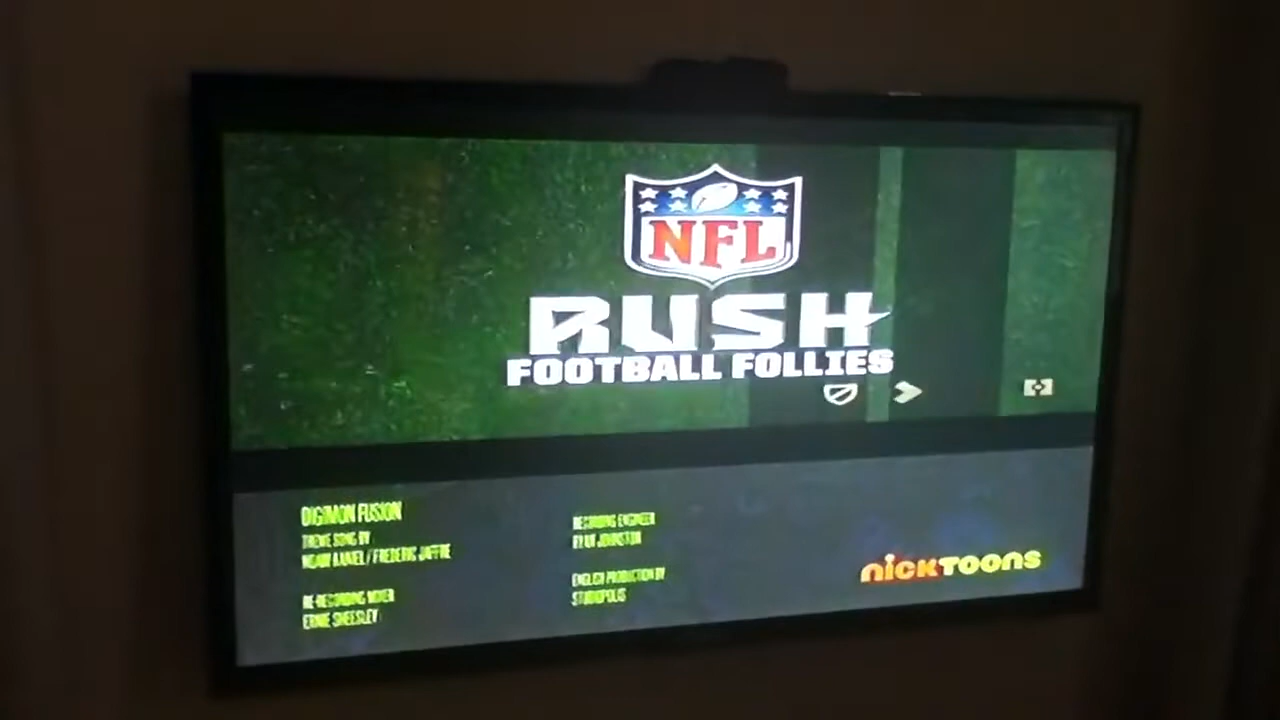 NFL
RUSH
FOOTBALL FOLLIES
DIGIMON FUSION
THEME SONG BY
NOAM KANIEL / FREDERIC JAFFRE
RE-RECORDING MIXER
ERNIE SHEESLEY
RECORDING ENGINEER
RYAN JOHNSTON
ENGLISH PRODUCTION BY
STUDIOPOLIS
nickTOONS